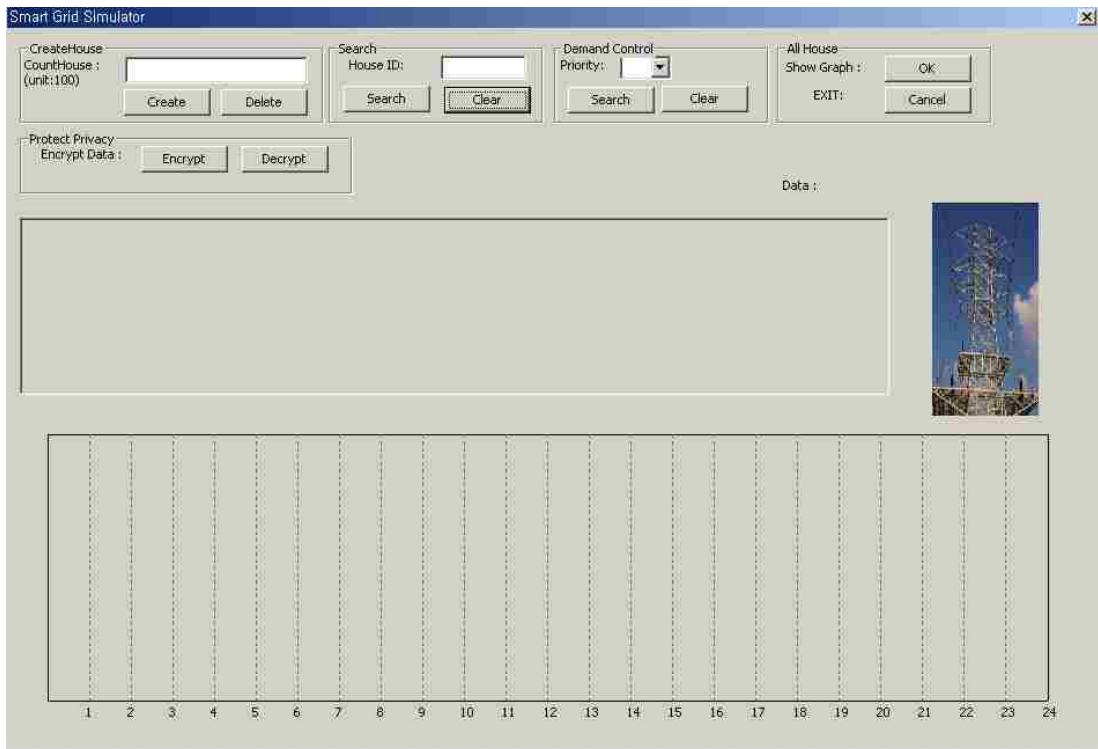 Smart Grid Simulator
CreateHouse
CountHouse :
(unit:100)
Create Delete
Search
House ID:
Search Clear
Demand Control
Priority:
Search Clear
All House
Show Graph : OK
EXIT: Cancel
Protect Privacy
Encrypt Data : Encrypt Decrypt
Data :
1 2 3 4 5 6 7 8 9 10 11 12 13 14 15 16 17 18 19 20 21 22 23 24